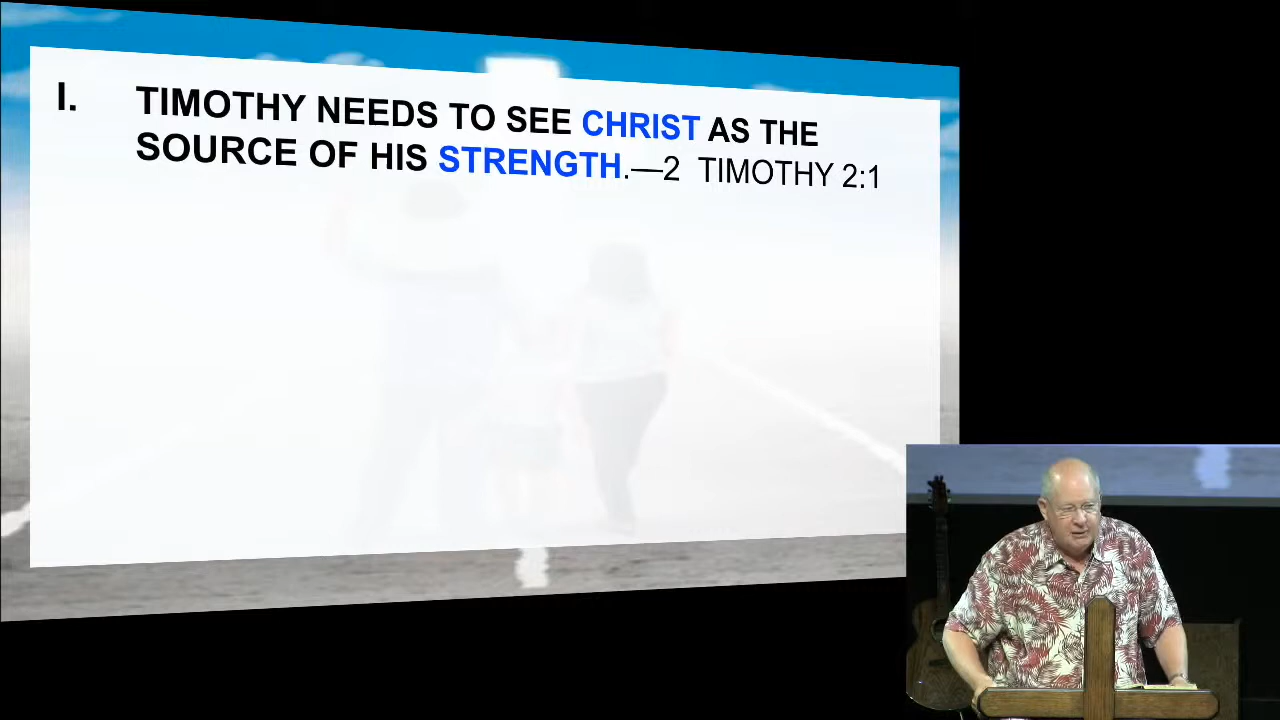 I. TIMOTHY NEEDS TO SEE CHRIST AS THE
SOURCE OF HIS STRENGTH.—2 TIMOTHY 2:1